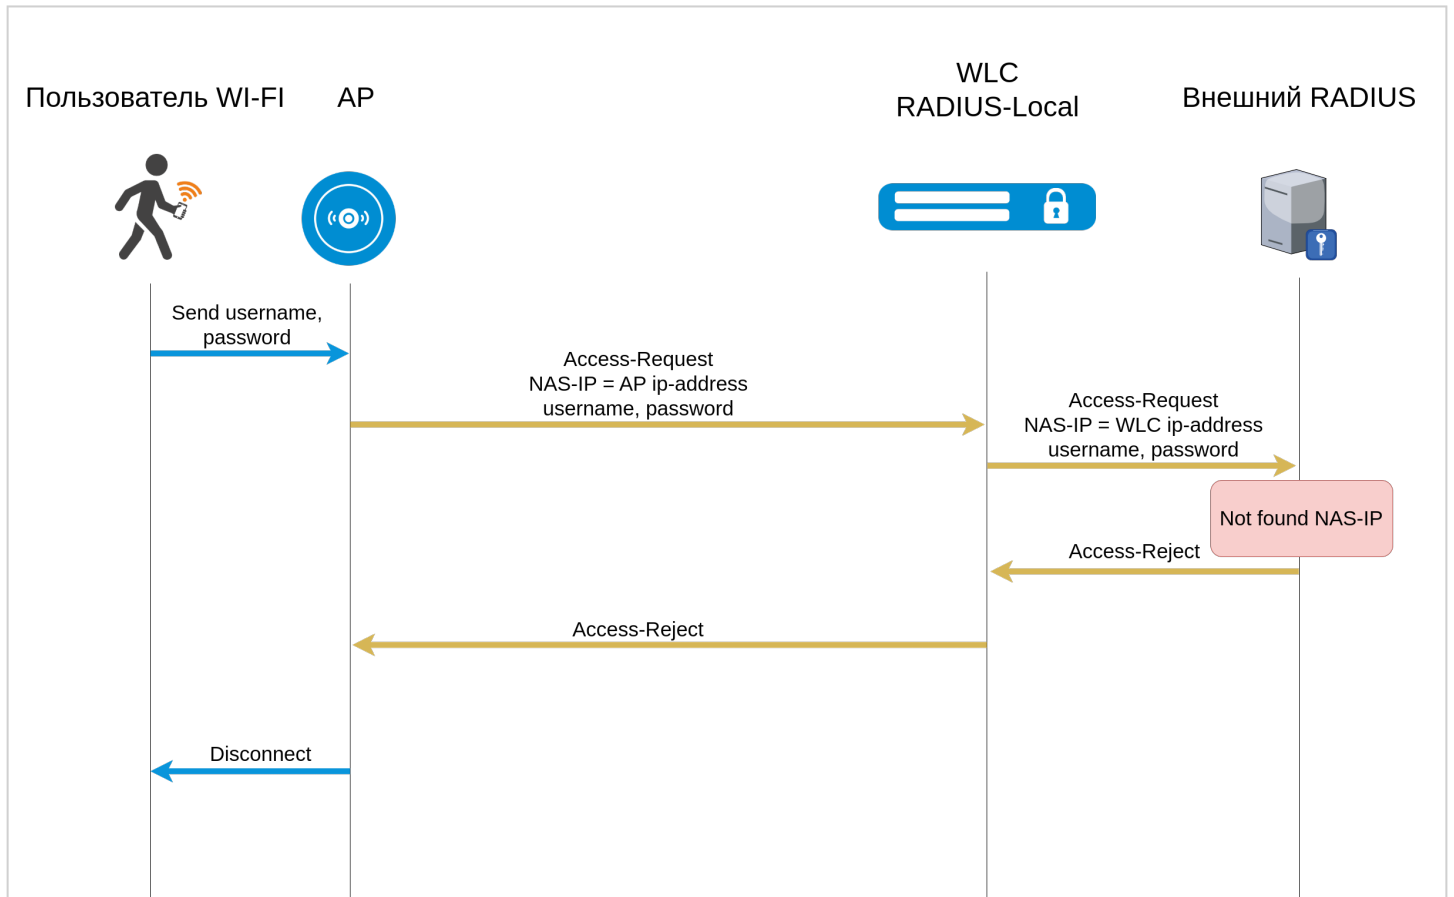 Пользователь WI-FI
AP
WLC
RADIUS-Local
Внешний RADIUS
Send username,
password
Access-Request
NAS-IP = AP ip-address
username, password
Access-Request
NAS-IP = WLC ip-address
username, password
Not found NAS-IP
Access-Reject
Access-Reject
Disconnect